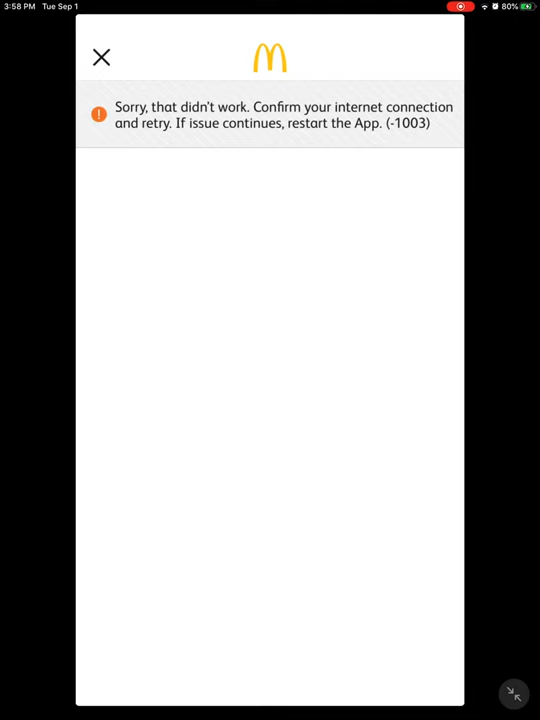 3:58 PM Tue Sep 1 80%
Sorry, that didn't work. Confirm your internet connection
and retry. If issue continues, restart the App. (-1003)